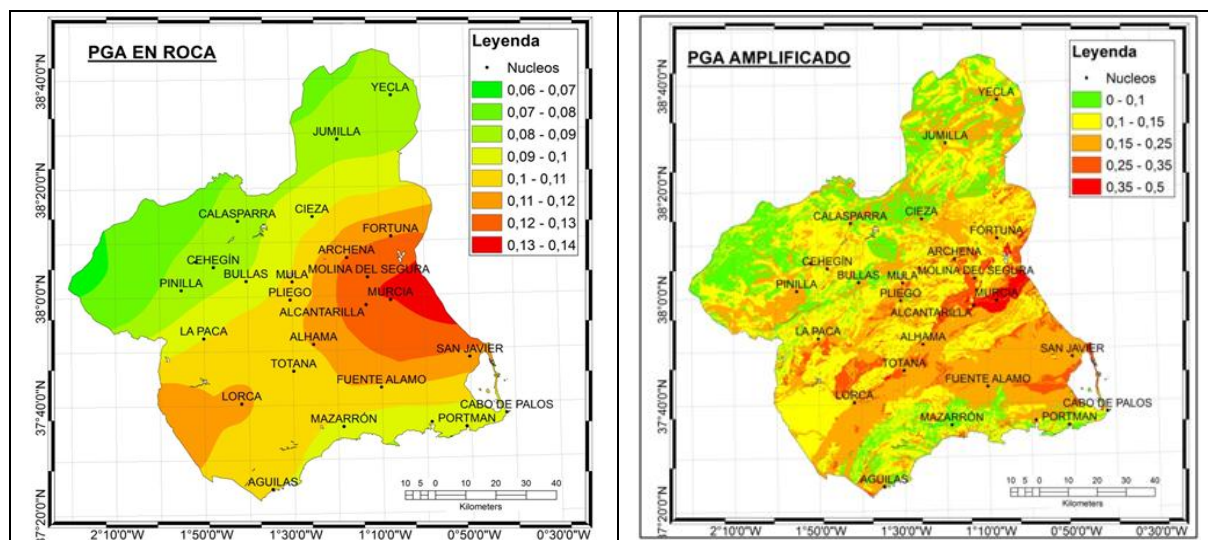 PGA EN ROCA
Leyenda
Nucleos
0,06 - 0,07
0,07 - 0,08
0,08 - 0,09
0,09 - 0,1
0,1 - 0,11
0,11 - 0,12
0,12 - 0,13
0,13 - 0,14
38°40'0"N
38°20'0"N
38°0'0"N
37°40'0"N
37°20'0"N
YECLA
JUMILLA
CIEZA
CALASPARRA
FORTUNA
ARCHENA
CEHEGÍN
MOLINA DEL SEGURA
BULLAS
MULA
PINILLA
PLIEGO
MURCIA
ALCANTARILLA
LA PACA
ALHAMA
SAN JAVIER
TOTANA
FUENTE ALAMO
LORCA
CABO DE PALOS
MAZARRÓN
PORTMAN
AGUILAS
10 5 0 10 20 30 40
Kilometers
2°10'0"W 1°50'0"W 1°30'0"W 1°10'0"W 0°50'0"W 0°30'0"W
PGA AMPLIFICADO
Leyenda
Nucleos
0 - 0,1
0,1 - 0,15
0,15 - 0,25
0,25 - 0,35
0,35 - 0,5
38°40'0"N
38°20'0"N
38°0'0"N
37°40'0"N
37°20'0"N
YECLA
JUMILLA
CALASPARRA
CIEZA
FORTUNA
ARCHENA
CEHEGÍN
MOLINA DEL SEGURA
BULLAS
MULA
PINILLA
PLIEGO
MURCIA
ALCANTARILLA
LA PACA
ALHAMA
SAN JAVIER
TOTANA
FUENTE ALAMO
LORCA
CABO DE PALOS
MAZARRÓN
PORTMAN
AGUILAS
10 5 0 10 20 30 40
Kilometers
2°10'0"W 1°50'0"W 1°30'0"W 1°10'0"W 0°50'0"W 0°30'0"W